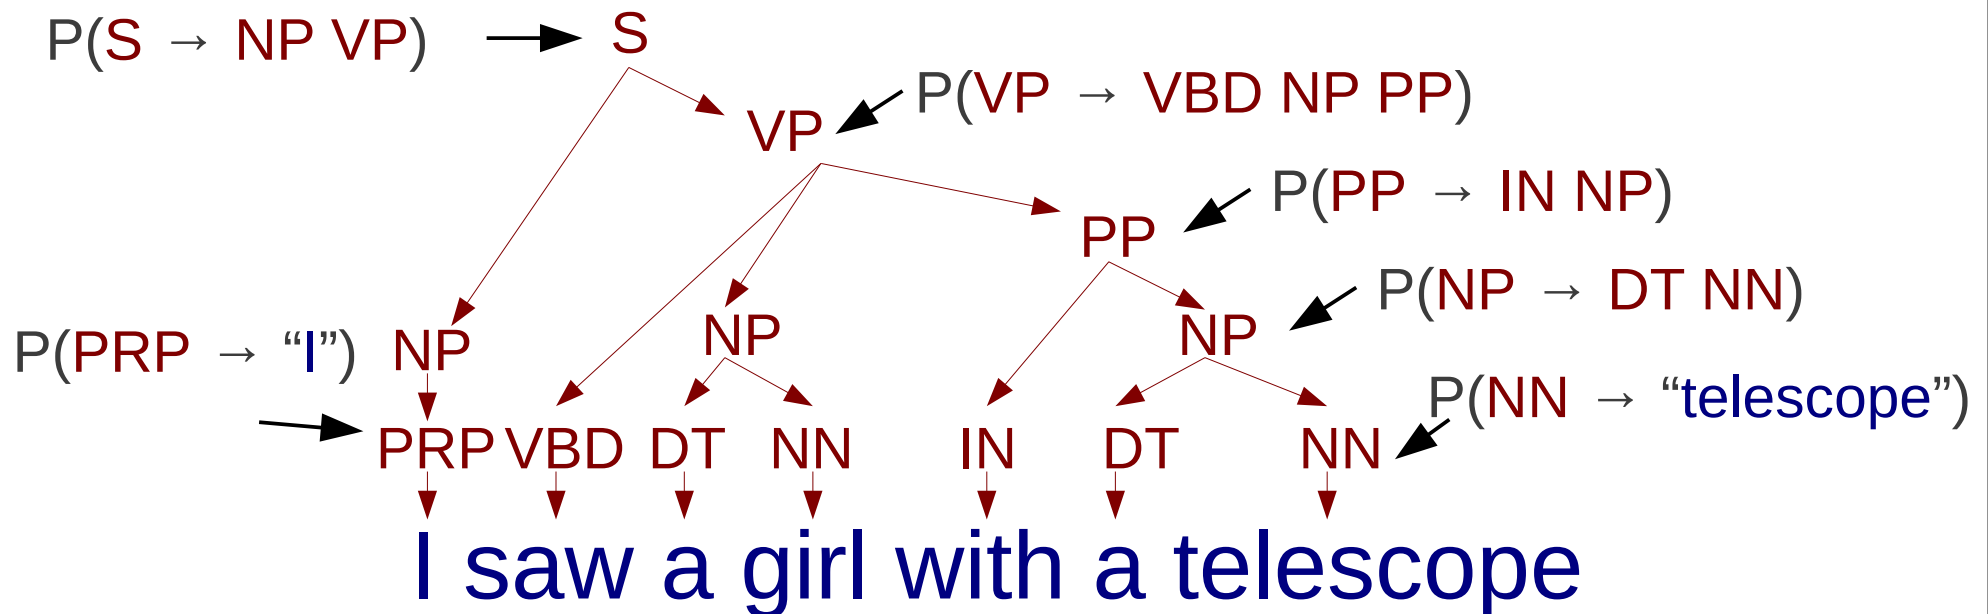 P(S → NP VP)
S
VP
P(VP → VBD NP PP)
P(PP → IN NP)
PP
P(NP → DT NN)
P(PRP → “I”)
NP
NP
NP
P(NN → “telescope”)
PRP VBD DT NN IN DT NN
I saw a girl with a telescope